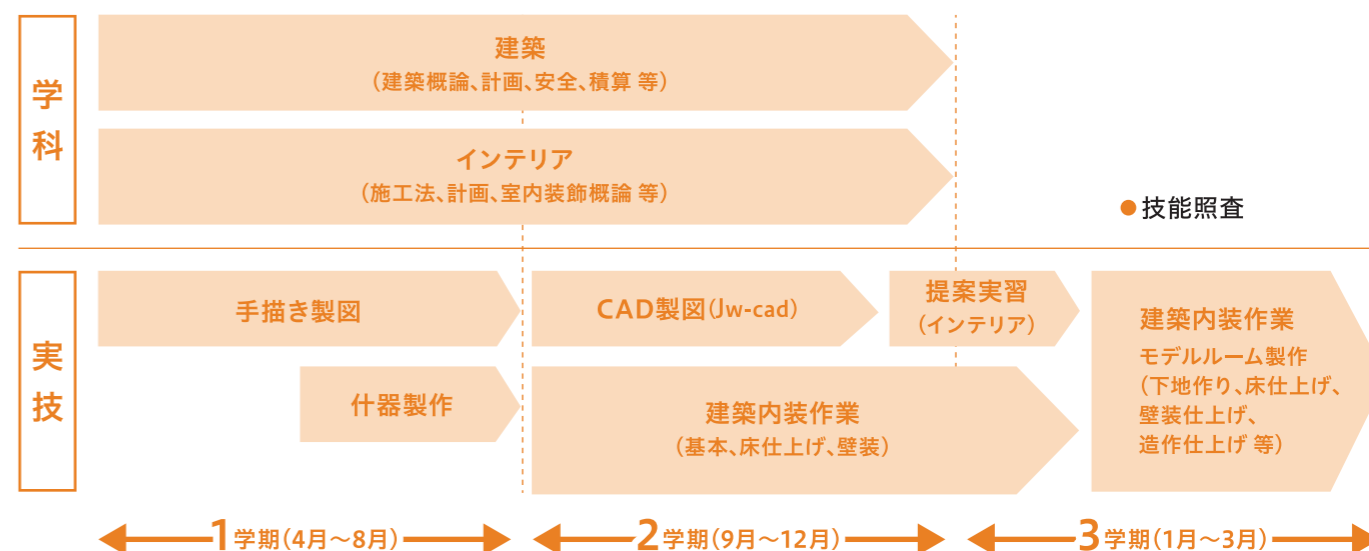 学科
建築
（建築概論、計画、安全、積算 等）
インテリア
（施工法、計画、室内装飾概論 等）
●技能照査
実技
手描き製図
CAD製図(Jw-cad)
提案実習
（インテリア）
什器製作
建築内装作業
（基本、床仕上げ、壁装）
建築内装作業
モデルルーム製作
（下地作り、床仕上げ、
壁装仕上げ、
造作仕上げ 等）
1学期（4月〜8月）
2学期（9月〜12月）
3学期（1月〜3月）